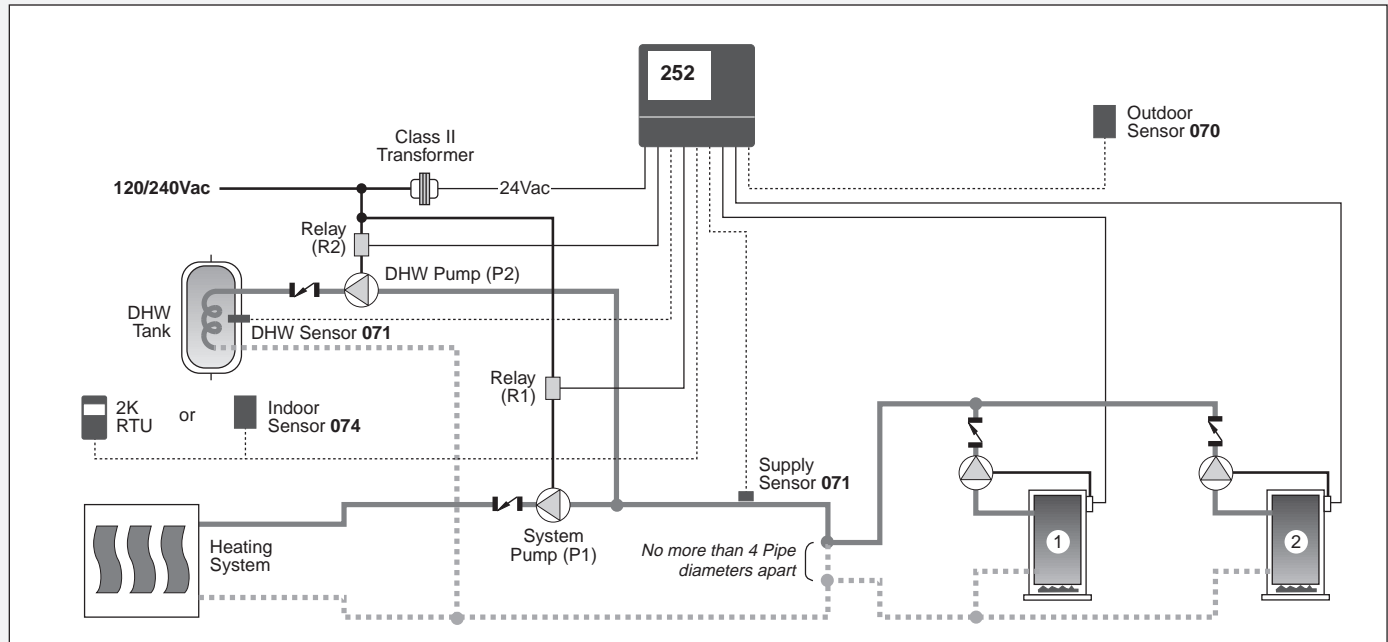 252
Outdoor
Sensor 070
Class II
Transformer
120/240Vac
24Vac
Relay
(R2)
DHW Pump (P2)
DHW
Tank
DHW Sensor 071
Relay
(R1)
2K
RTU
or
Indoor
Sensor 074
Supply
Sensor 071
Heating
System
System
Pump (P1)
No more than 4 Pipe
diameters apart
1
2